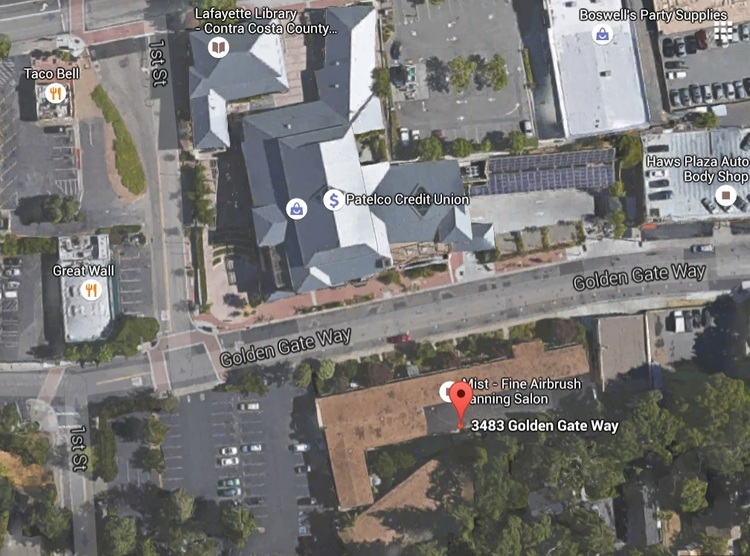 Lafayette Library
- Contra Costa County...
Boswell's Party Supplies
1st St
Taco Bell
Haws Plaza Auto
Body Shop
$ Patelco Credit Union
Great Wall
Golden Gate Way
Golden Gate Way
Mist - Fine Airbrush
anning Salon
3483 Golden Gate Way
1st St